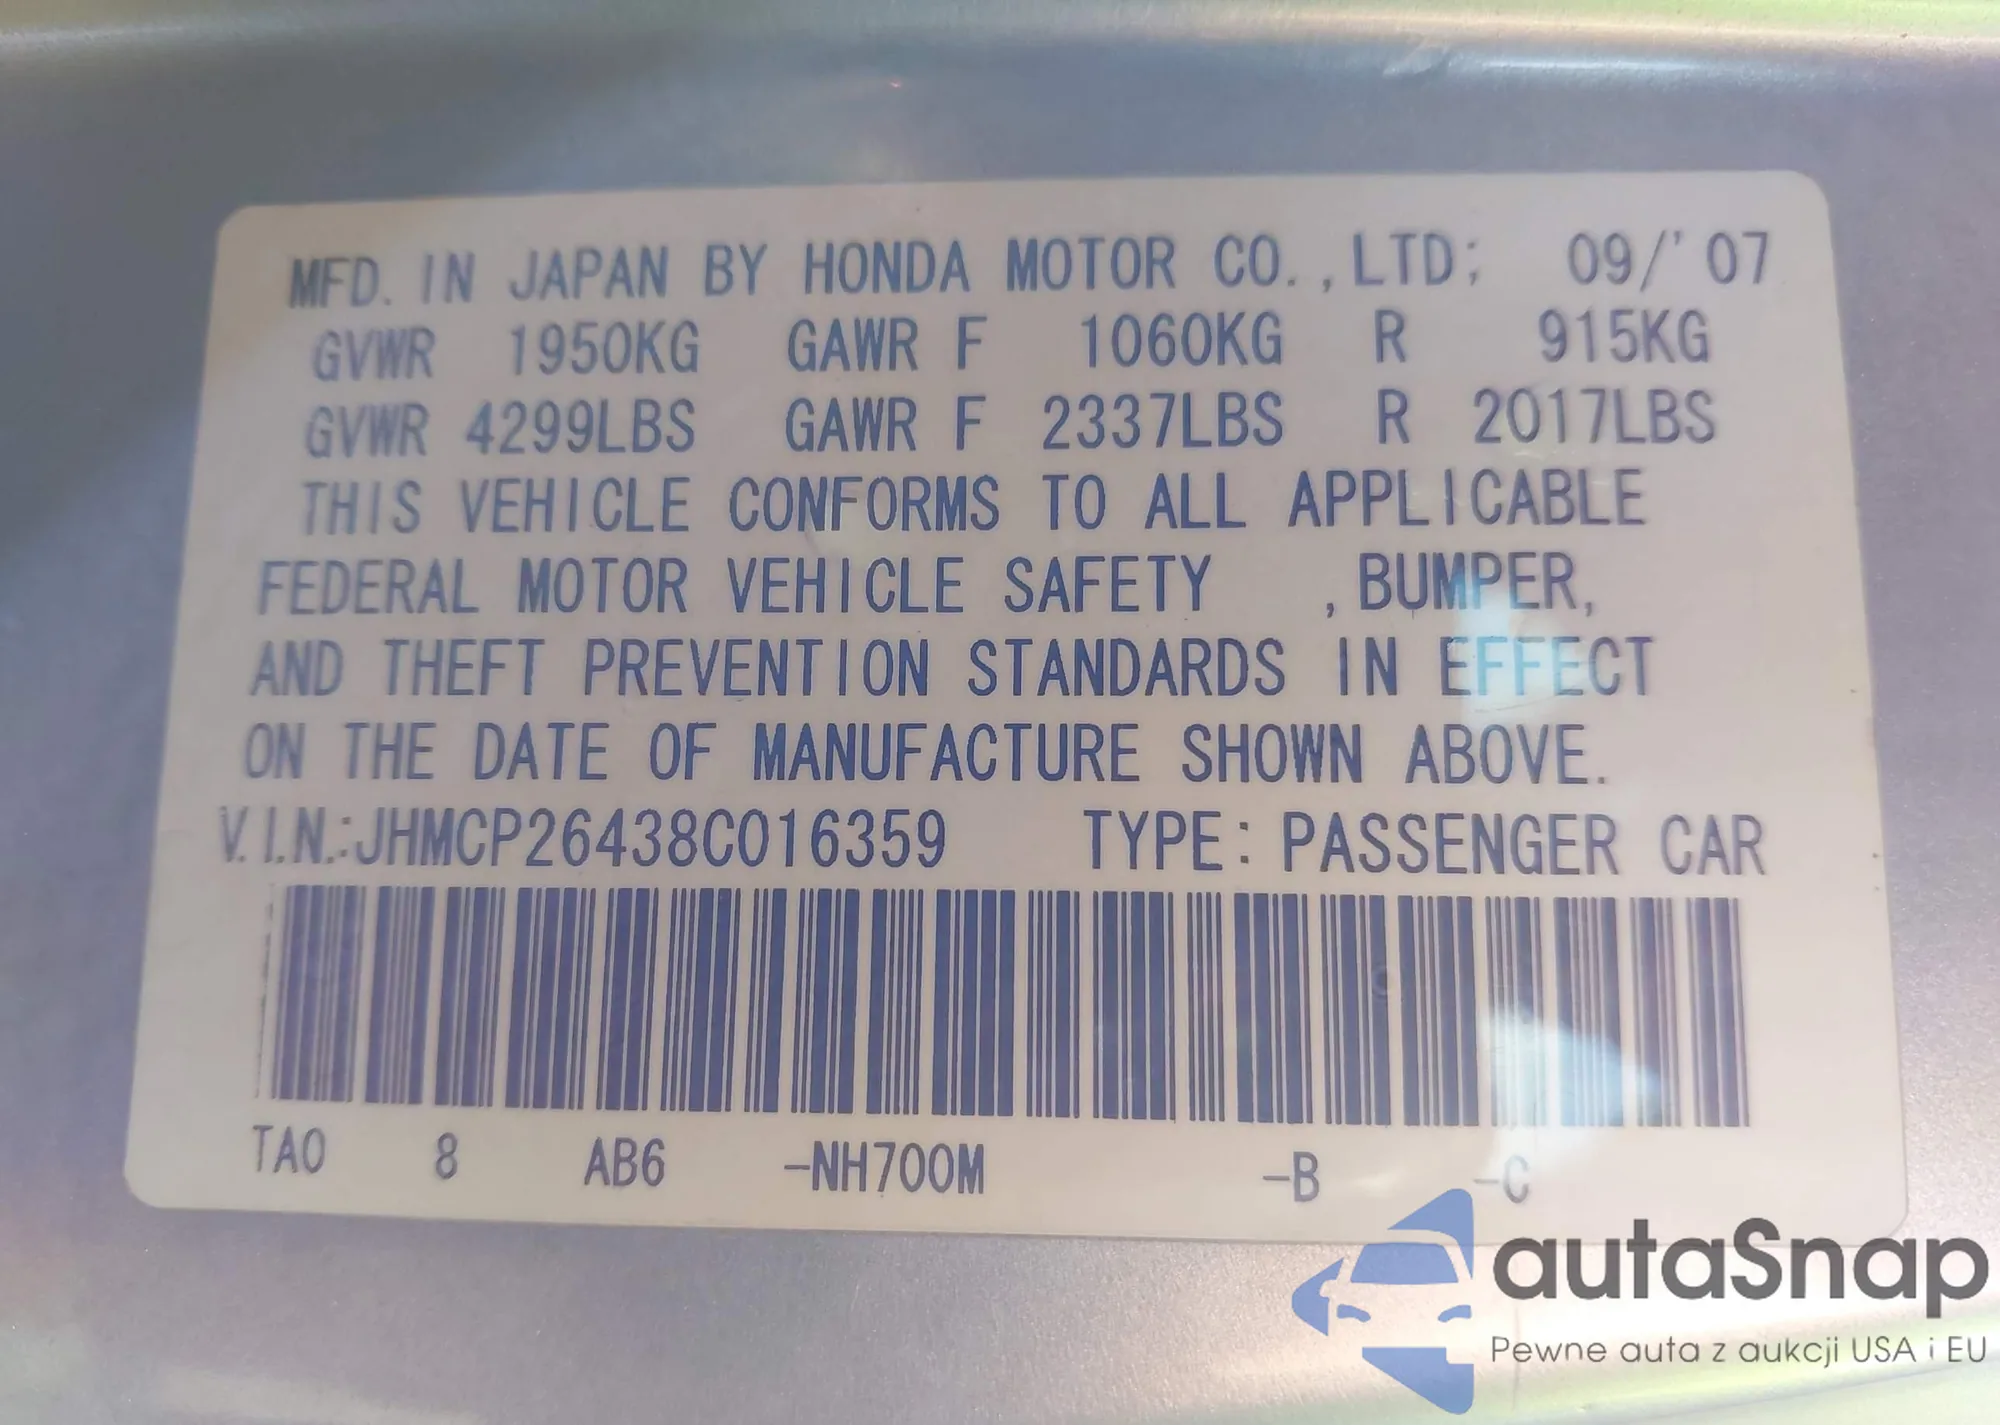 MFD. IN JAPAN BY HONDA MOTOR CO.,LTD; 09/'07
GVWR 1950KG GAWR F 1060KG R 915KG
GVWR 4299LBS GAWR F 2337LBS R 2017LBS
THIS VEHICLE CONFORMS TO ALL APPLICABLE
FEDERAL MOTOR VEHICLE SAFETY ,BUMPER,
AND THEFT PREVENTION STANDARDS IN EFFECT
ON THE DATE OF MANUFACTURE SHOWN ABOVE.
V.I.N.:JHMCP26438C016359 TYPE: PASSENGER CAR
TA0 8 AB6 -NH700M -B -C
autaSnap
Pewne auta z aukcji USA i EU